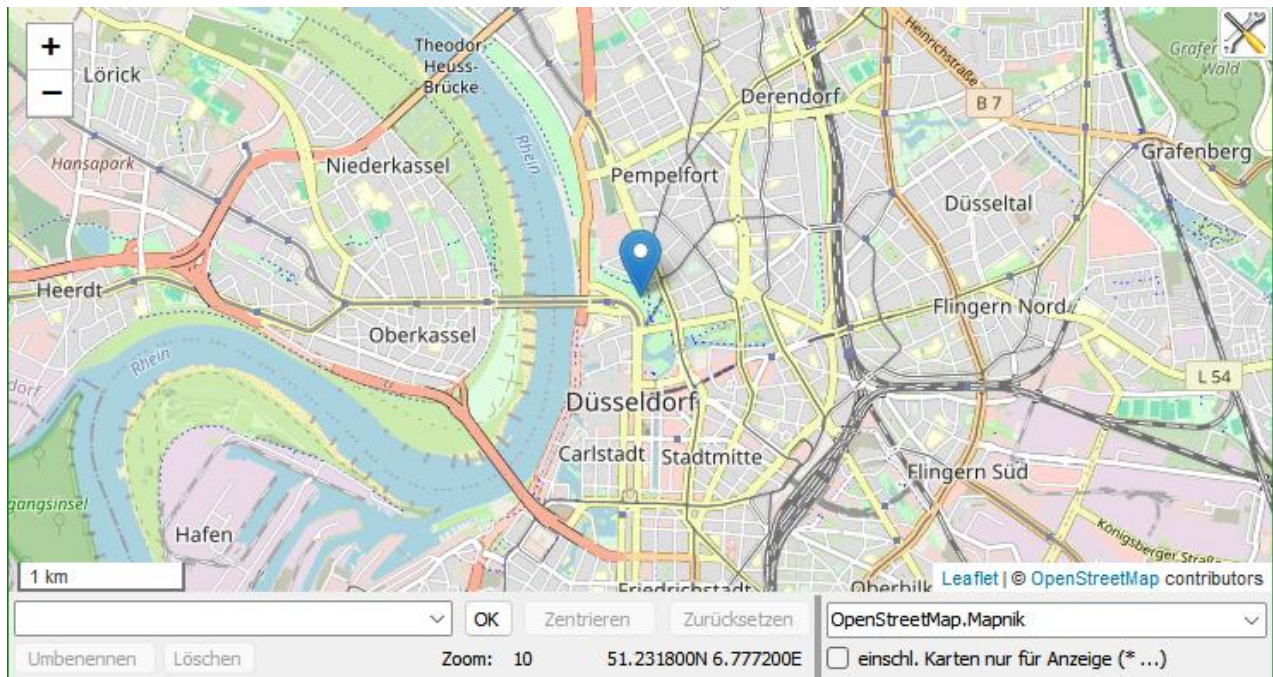 +
−
Theodor-
Heuss-
Brücke
Lörick
Hansapark
Niederkassel
Rhein
Heinrichstraße
Derendorf
B 7
Grafer
Wald
Grafenberg
Pempelfort
Düsseltal
Heerdt
Oberkassel
Flingern Nord
Rhein
dorf
L 54
Düsseldorf
Carlstadt
Stadtmitte
Flingern Süd
gangsinsel
Hafen
Königsberger Straße
1 km
Friedrichstadt
Oberbilk
Leaflet | © OpenStreetMap contributors
OK Zentrieren Zurücksetzen OpenStreetMap.Mapnik
Umbenennen Löschen Zoom: 10 51.231800N 6.777200E einschl. Karten nur für Anzeige (* ...)